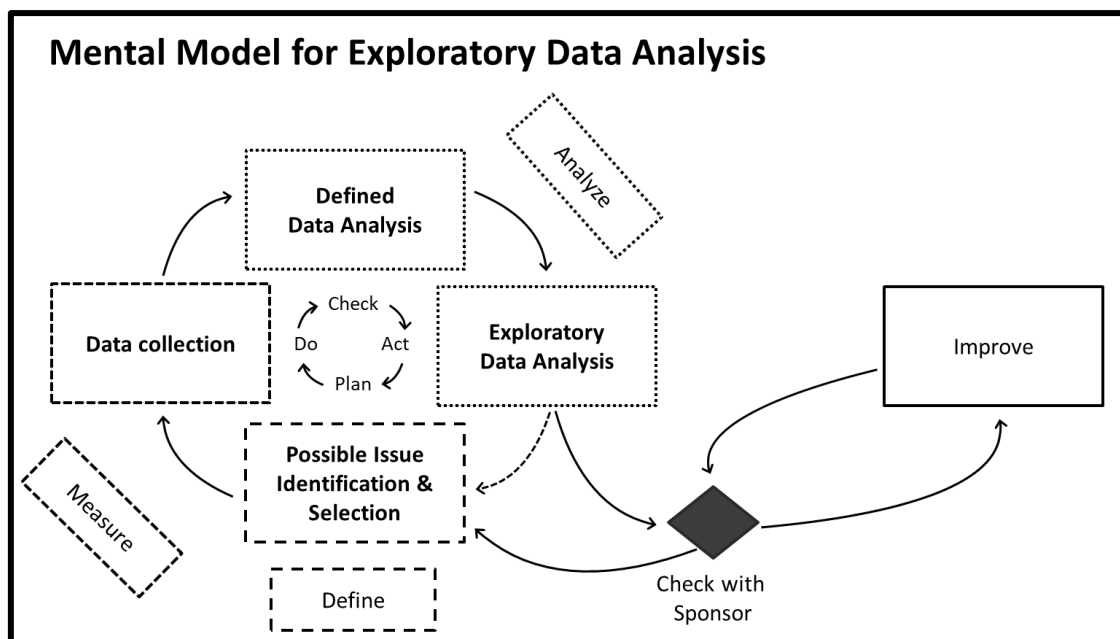 Mental Model for Exploratory Data Analysis
Analyze
Defined
Data Analysis
Data collection
Check
Do
Act
Plan
Exploratory
Data Analysis
Improve
Possible Issue
Identification &
Selection
Measure
Define
Check with
Sponsor